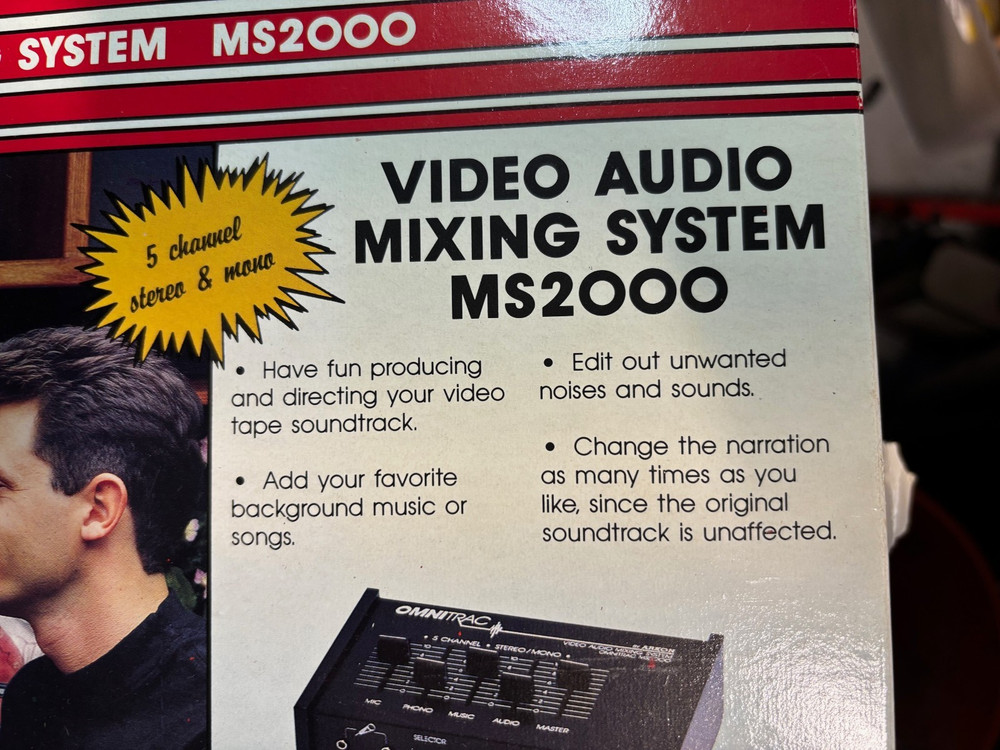 SYSTEM MS2000
5 channel
stereo & mono
VIDEO AUDIO
MIXING SYSTEM
MS2000
• Have fun producing
and directing your video
tape soundtrack.
• Add your favorite
background music or
songs.
• Edit out unwanted
noises and sounds.
• Change the narration
as many times as you
like, since the original
soundtrack is unaffected.
OMNITRAC
• 5 CHANNEL • STEREO/MONO •
ARKON
VIDEO AUDIO MIXING SYSTEM
OMNITRAC MS2000
MIC PHONO MUSIC AUDIO MASTER
SELECTOR